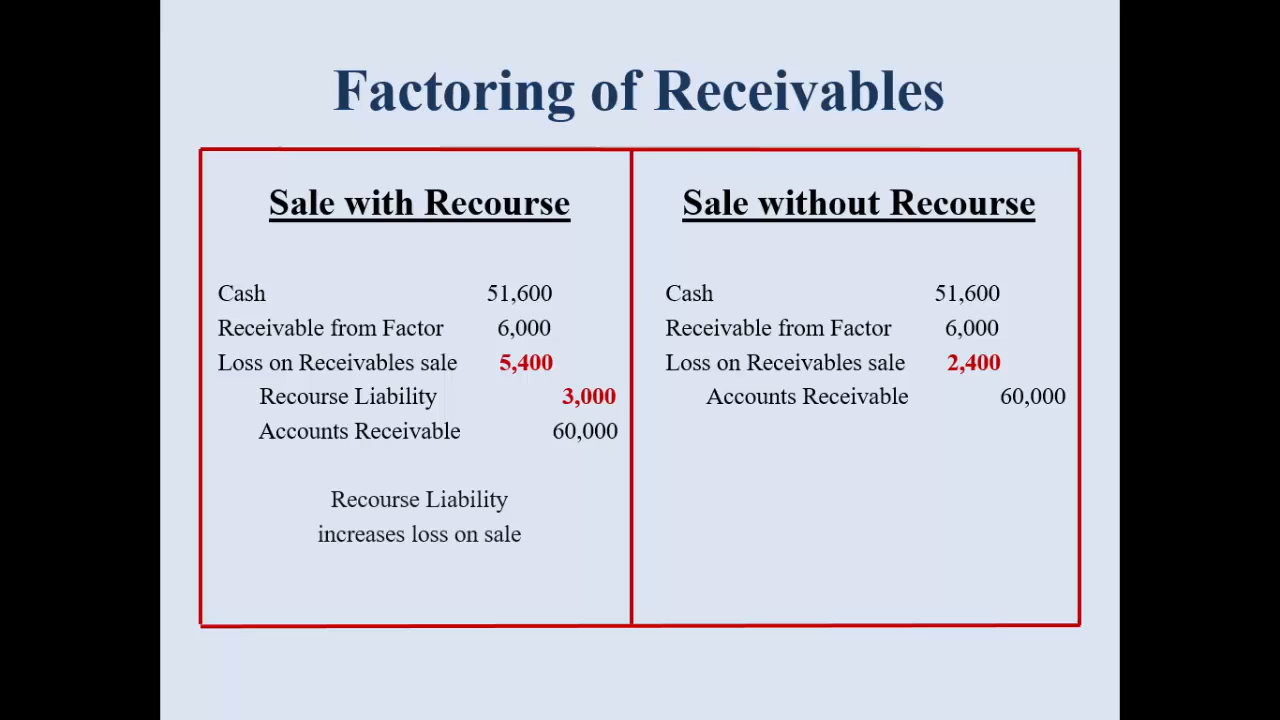 Factoring of Receivables
Sale with Recourse
Cash 51,600
Receivable from Factor 6,000
Loss on Receivables sale 5,400
Recourse Liability 3,000
Accounts Receivable 60,000
Recourse Liability
increases loss on sale
Sale without Recourse
Cash 51,600
Receivable from Factor 6,000
Loss on Receivables sale 2,400
Accounts Receivable 60,000